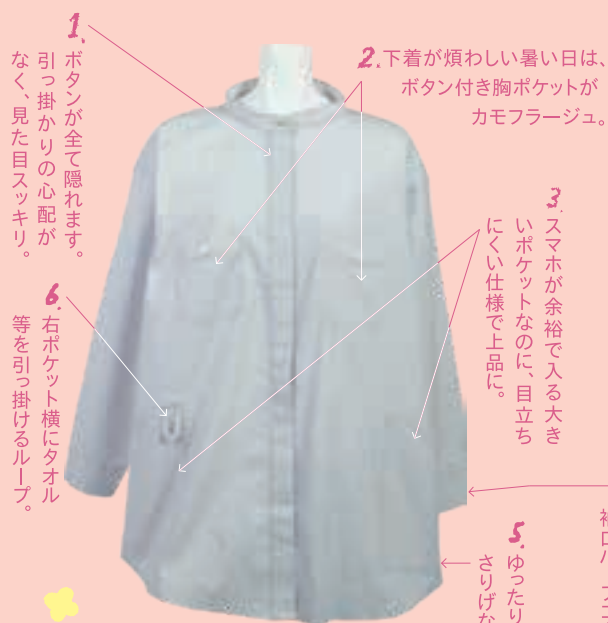 1.
ボタンが全て隠れます。
引っ掛かりの心配が
なく、見た目スッキリ。
2.下着が煩わしい暑い日は、
ボタン付き胸ポケットが
カモフラージュ。
3.
スマホが余裕で入る大き
いポケットなのに、目立ち
にくい仕様で上品に。
6.
右ポケット横にタオル
等を引っ掛けるループ。
5.
ゆったり
さりげな